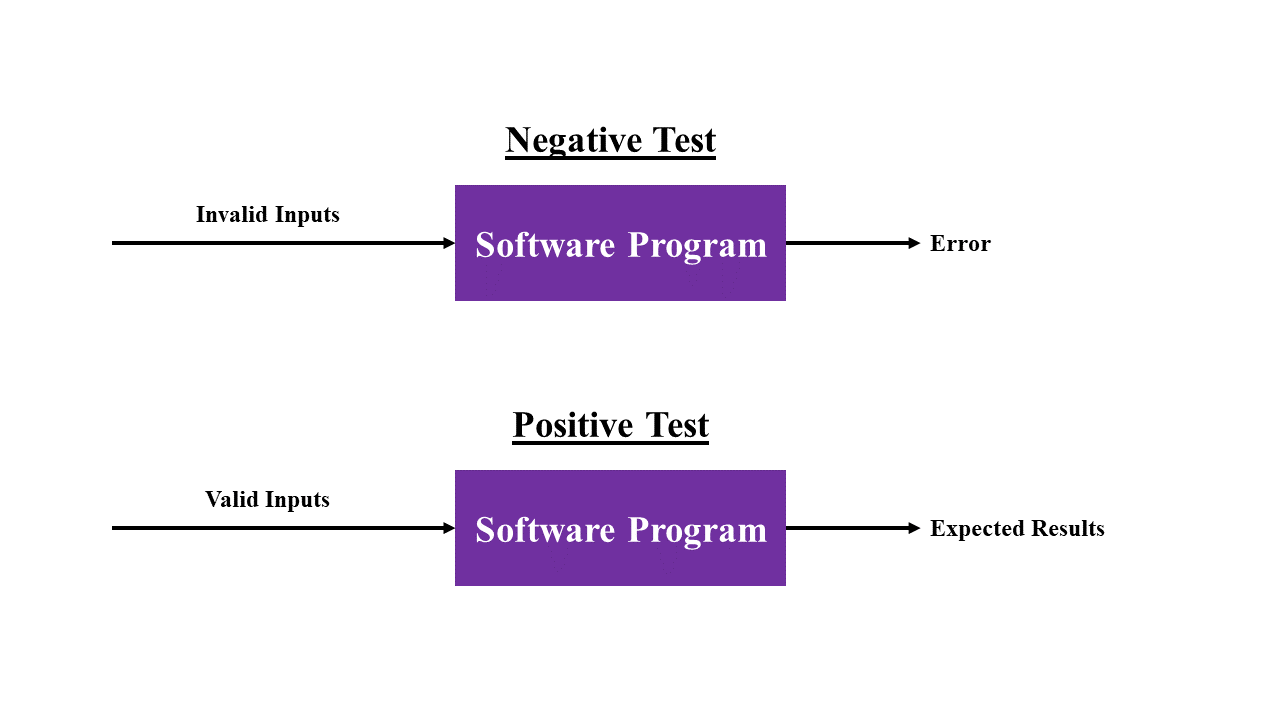 Negative Test
Invalid Inputs
Software Program
Error
Positive Test
Valid Inputs
Software Program
Expected Results